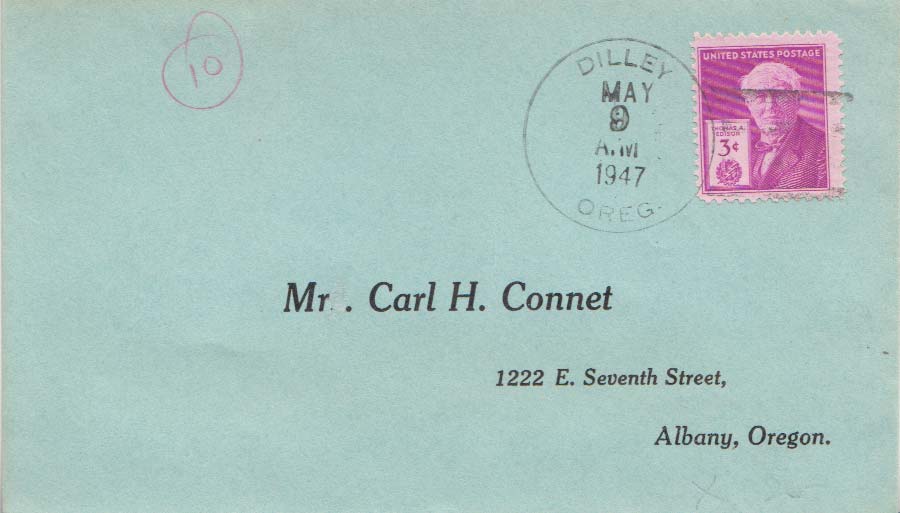 10
DILLEY
MAY
9
A.M
1947
OREG.
UNITED STATES POSTAGE
THOMAS A.
EDISON
3¢
Mr . Carl H. Connet
1222 E. Seventh Street,
Albany, Oregon.